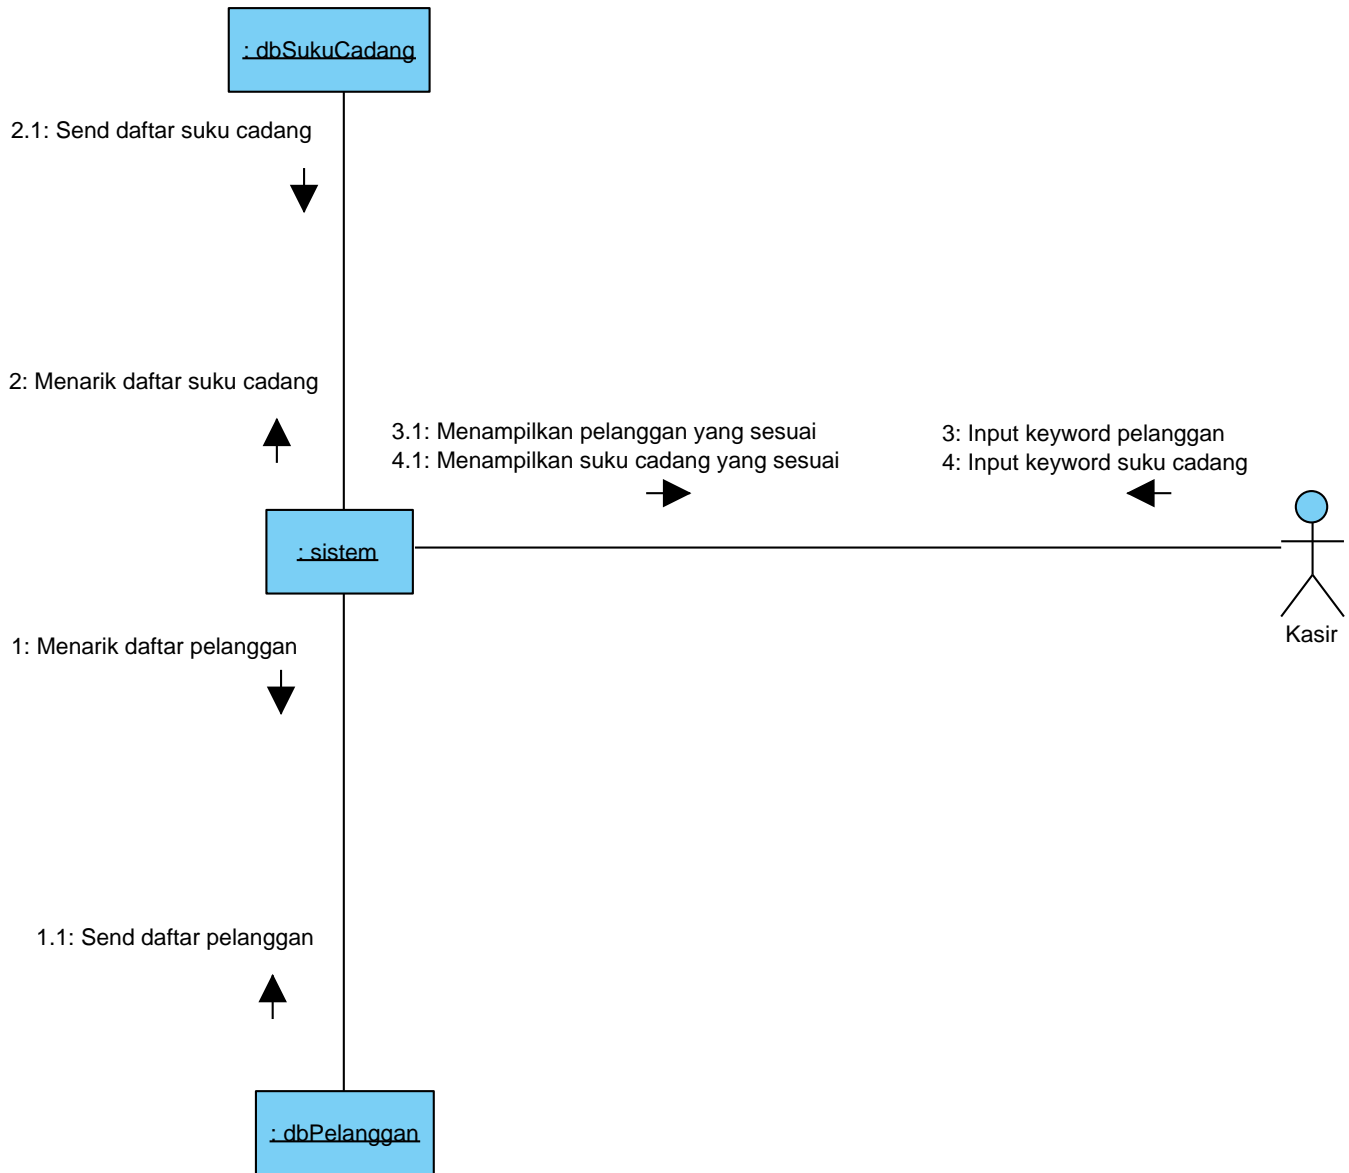 : dbSukuCadang
2.1: Send daftar suku cadang
2: Menarik daftar suku cadang
3.1: Menampilkan pelanggan yang sesuai
4.1: Menampilkan suku cadang yang sesuai
3: Input keyword pelanggan
4: Input keyword suku cadang
: sistem
Kasir
1: Menarik daftar pelanggan
1.1: Send daftar pelanggan
: dbPelanggan